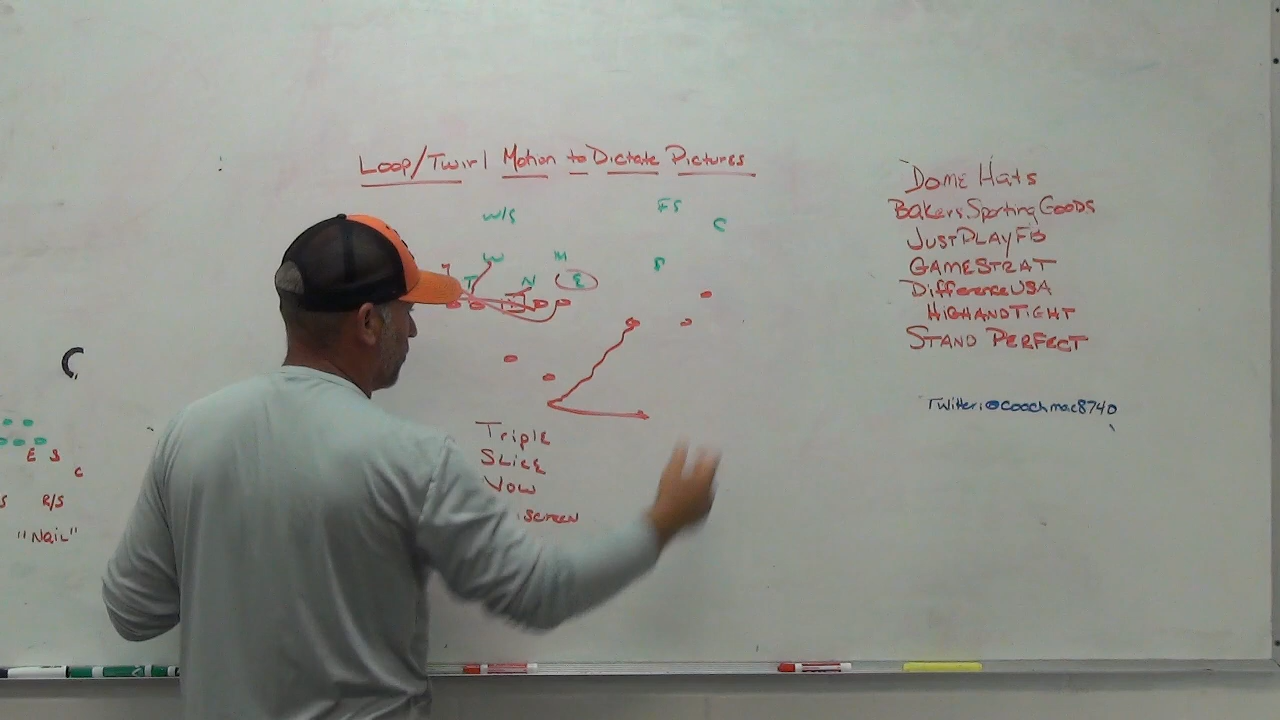 Loop/Twirl Motion to Dictate Pictures
W/S FS
C
W M P
T N E
Triple
Slice
Vow
Screen
Dome Hats
Bakers Sporting Goods
JUSTPLAYFB
GAMESTRAT
DifferenceUSA
HIGHANDTIGHT
STAND PERFECT
Twitter: @coachmac8740
C
E S
C
S R/S
"Nail"